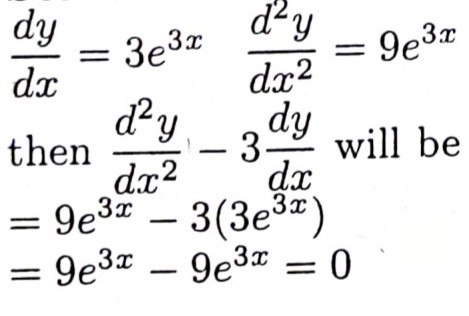 dy/dx = 3e^{3x}   d²y/dx² = 9e^{3x}
then d²y/dx² − 3 dy/dx will be
= 9e^{3x} − 3(3e^{3x})
= 9e^{3x} − 9e^{3x} = 0